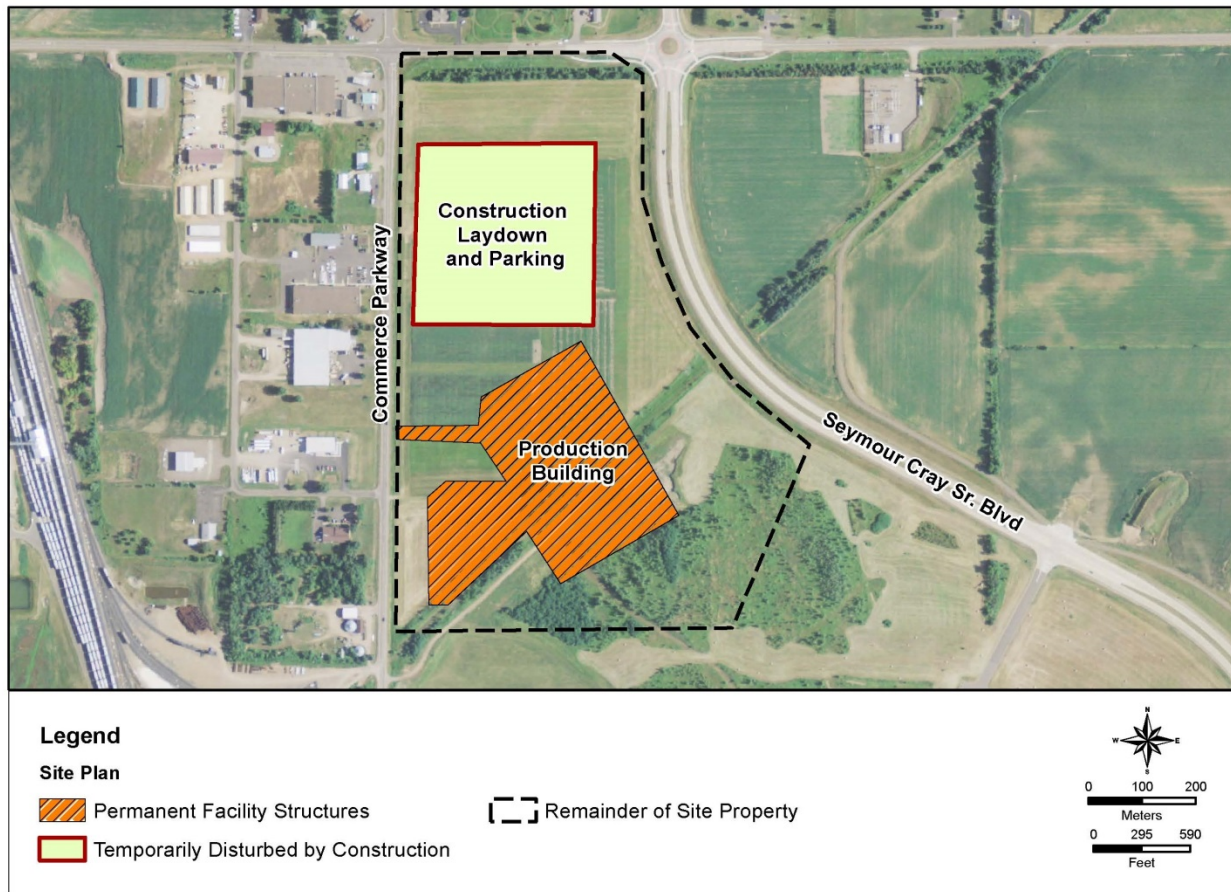 Construction
Laydown
and Parking
Commerce Parkway
Production
Building
Seymour Cray Sr. Blvd
Legend
Site Plan
Permanent Facility Structures
Remainder of Site Property
Temporarily Disturbed by Construction
N
W E
S
0 100 200
Meters
0 295 590
Feet